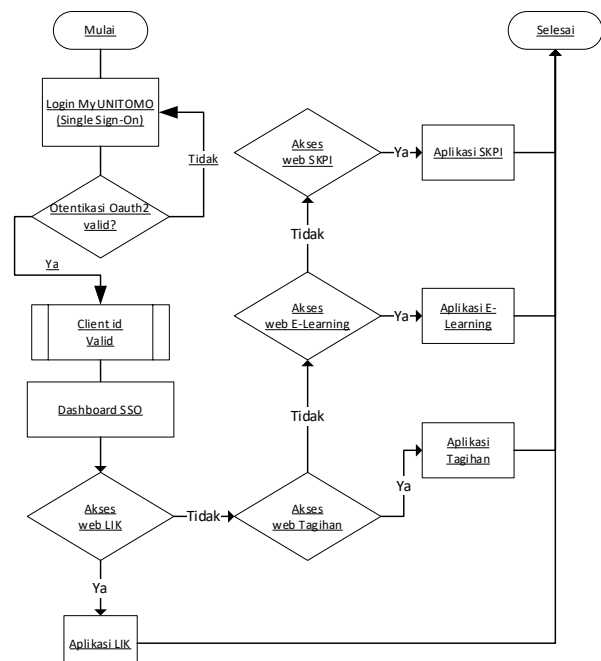 Mulai
Selesai
Login MyUNITOMO
(Single Sign-On)
Tidak
Otentikasi Oauth2
valid?
Ya
Client id
Valid
Dashboard SSO
Akses
web LIK
Tidak
Ya
Aplikasi LIK
Akses
web Tagihan
Ya
Aplikasi
Tagihan
Tidak
Akses
web E-Learning
Ya
Aplikasi E-
Learning
Tidak
Akses
web SKPI
Ya
Aplikasi SKPI